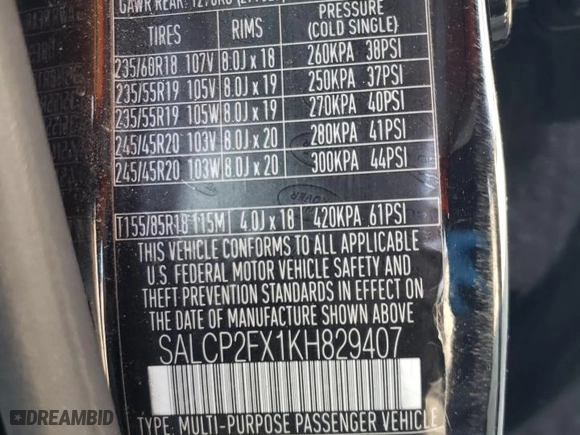 TIRES RIMS PRESSURE
(COLD SINGLE)
235/60R18 107V 8.0J x 18 260KPA 38PSI
235/55R19 105V 8.0J x 19 250KPA 37PSI
235/55R19 105W 8.0J x 19 270KPA 40PSI
245/45R20 103V 8.0J x 20 280KPA 41PSI
245/45R20 103W 8.0J x 20 300KPA 44PSI
T155/85R18 115M 4.0J x 18 420KPA 61PSI
THIS VEHICLE CONFORMS TO ALL APPLICABLE
U.S. FEDERAL MOTOR VEHICLE SAFETY AND
THEFT PREVENTION STANDARDS IN EFFECT ON
THE DATE OF MANUFACTURE SHOWN ABOVE
SALCP2FX1KH829407
TYPE: MULTI-PURPOSE PASSENGER VEHICLE
DREAMBID